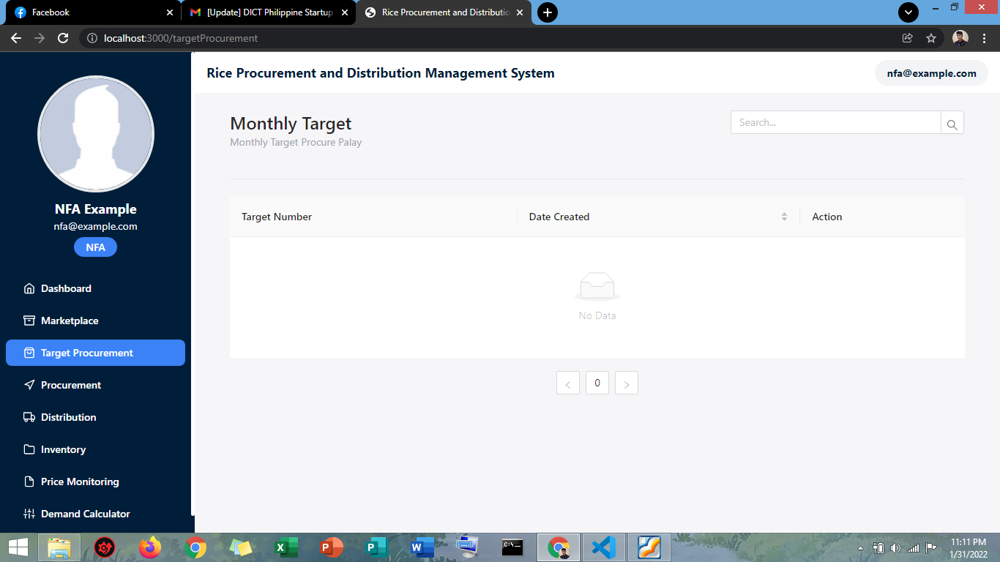 Facebook
[Update] DICT Philippine Startup
Rice Procurement and Distributio
localhost:3000/targetProcurement
Rice Procurement and Distribution Management System
nfa@example.com
NFA Example
nfa@example.com
NFA
Dashboard
Marketplace
Target Procurement
Procurement
Distribution
Inventory
Price Monitoring
Demand Calculator
Monthly Target
Monthly Target Procure Palay
Search...
Target Number
Date Created
Action
No Data
< 0 >
11:11 PM
1/31/2022